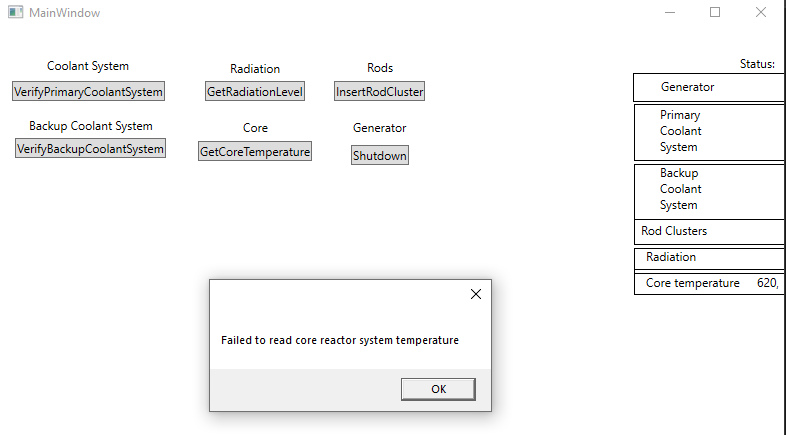 MainWindow
Coolant System
VerifyPrimaryCoolantSystem
Radiation
GetRadiationLevel
Rods
InsertRodCluster
Backup Coolant System
VerifyBackupCoolantSystem
Core
GetCoreTemperature
Generator
Shutdown
Status:
Generator
Primary
Coolant
System
Backup
Coolant
System
Rod Clusters
Radiation
Core temperature 620,
Failed to read core reactor system temperature
OK